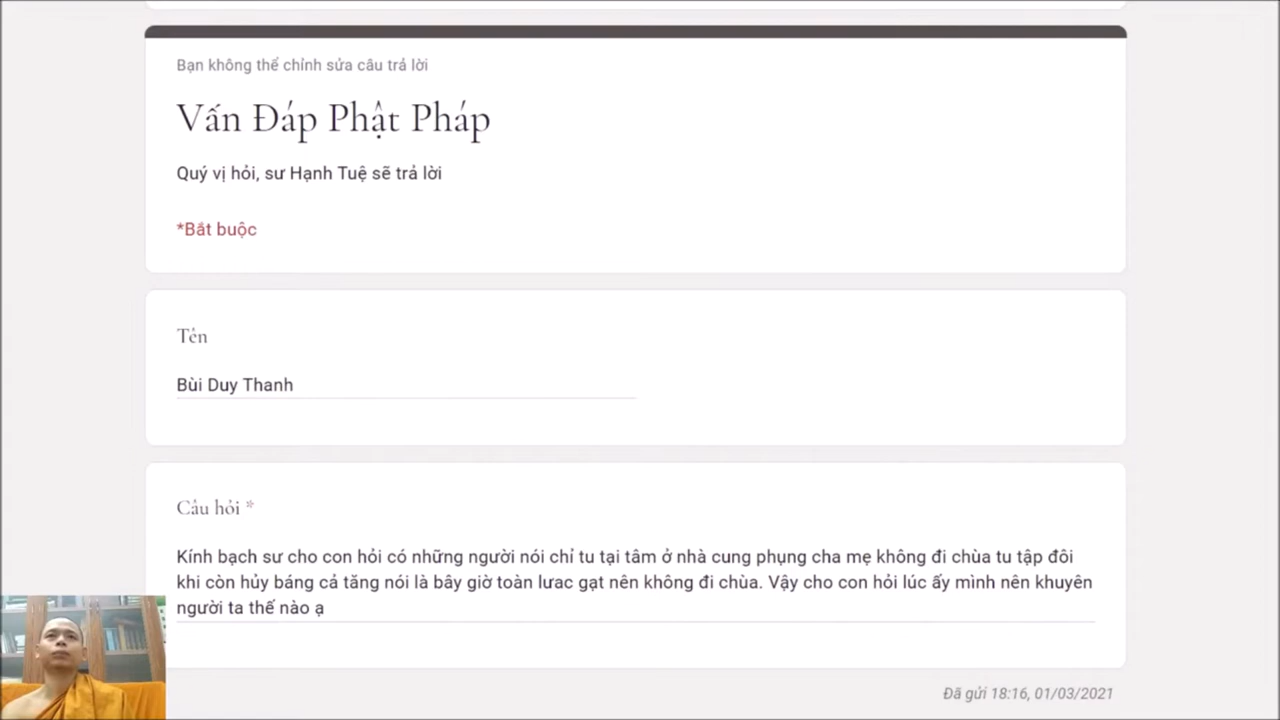 Bạn không thể chỉnh sửa câu trả lời
Vấn Đáp Phật Pháp
Quý vị hỏi, sư Hạnh Tuệ sẽ trả lời
*Bắt buộc
Tên
Bùi Duy Thanh
Câu hỏi *
Kính bạch sư cho con hỏi có những người nói chỉ tu tại tâm ở nhà cung phụng cha mẹ không đi chùa tu tập đôi
khi còn hủy báng cả tăng nói là bây giờ toàn lưac gạt nên không đi chùa. Vậy cho con hỏi lúc ấy mình nên khuyên
người ta thế nào ạ
Đã gửi 18:16, 01/03/2021